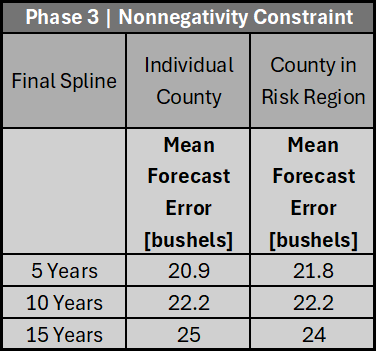 Phase 3 | Nonnegativity Constraint
Final Spline
Individual
County
County in
Risk Region
Mean
Forecast
Error
[bushels]
Mean
Forecast
Error
[bushels]
5 Years 20.9 21.8
10 Years 22.2 22.2
15 Years 25 24